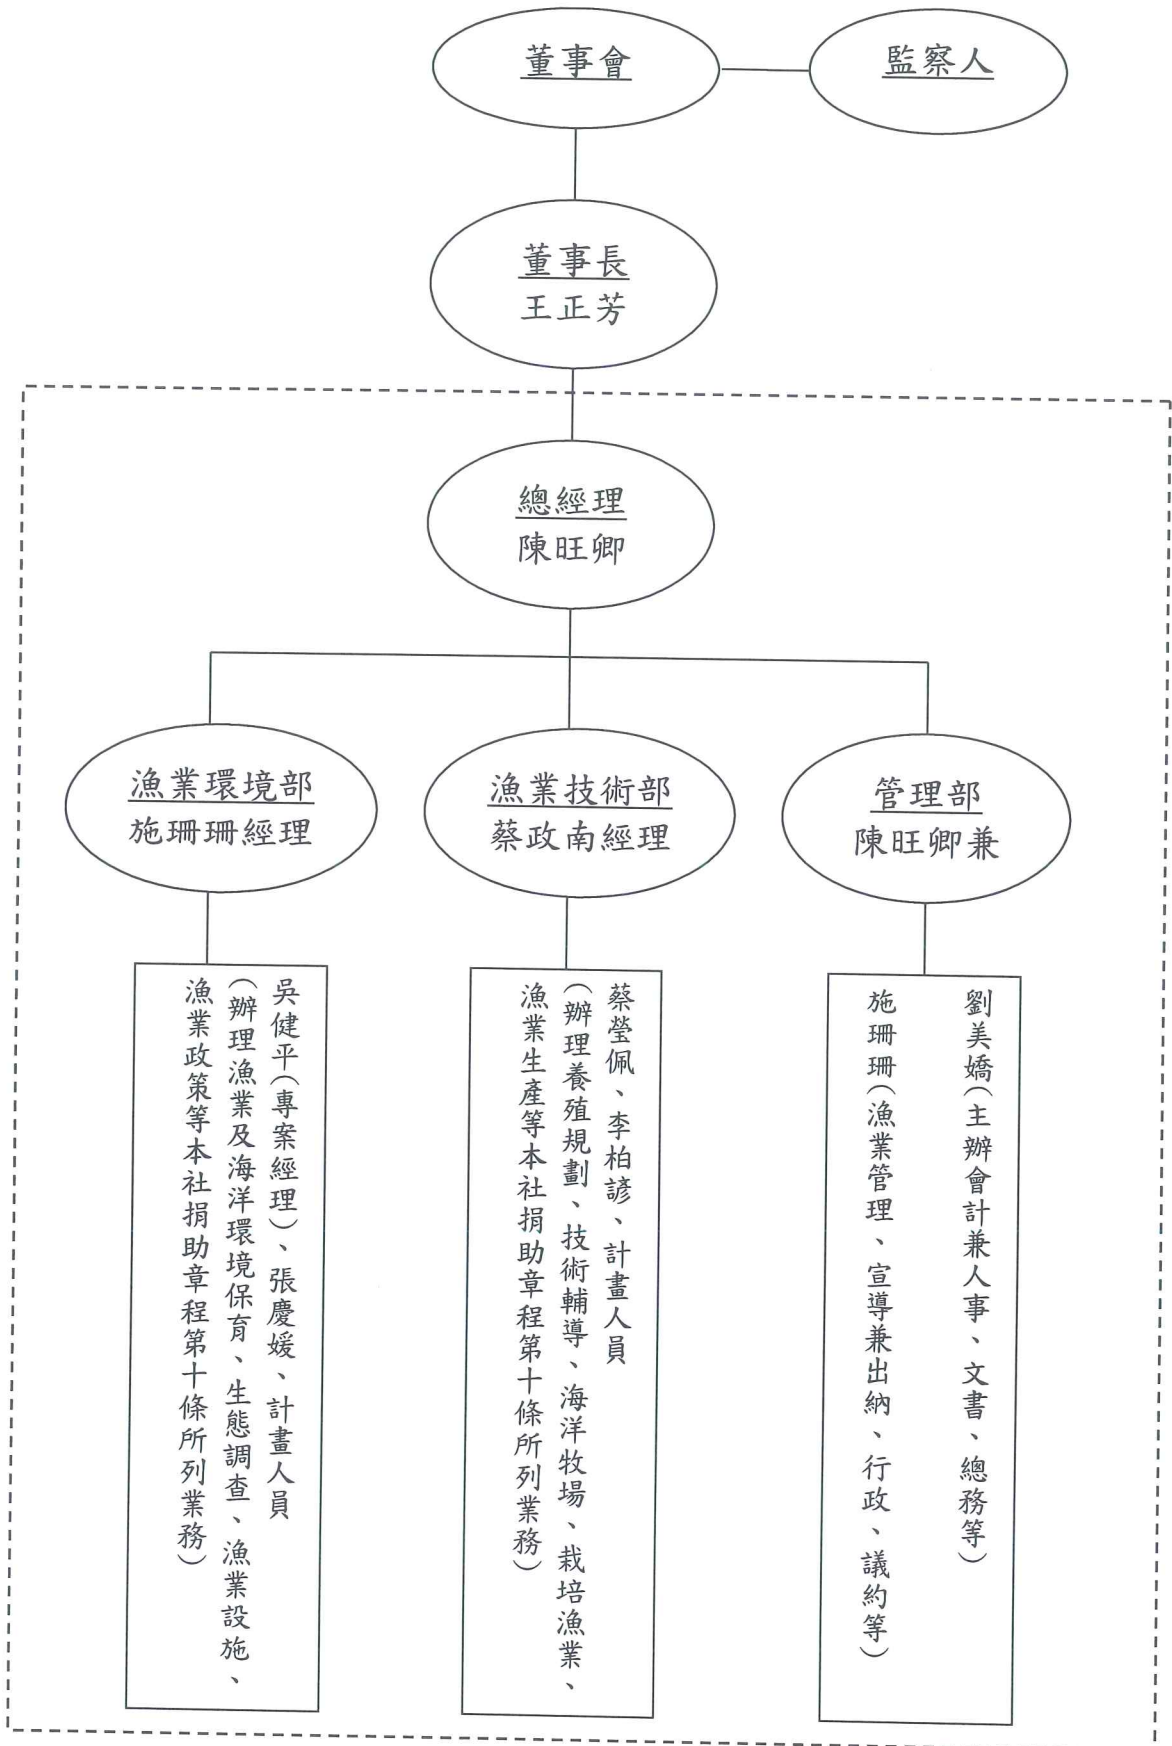 董事會
監察人
董事長
王正芳
總經理
陳旺卿
漁業環境部
施珊珊經理
漁業技術部
蔡政南經理
管理部
陳旺卿兼
吳健平(專案經理)、張慶媛、計畫人員
(辦理漁業及海洋環境保育、生態調查、漁業設施、
漁業政策等本社捐助章程第十條所列業務)
蔡瑩佩、李柏諺、計畫人員
(辦理養殖規劃、技術輔導、海洋牧場、栽培漁業、
漁業生產等本社捐助章程第十條所列業務)
劉美嬌(主辦會計兼人事、文書、總務等)
施珊珊(漁業管理、宣導兼出納、行政、議約等)